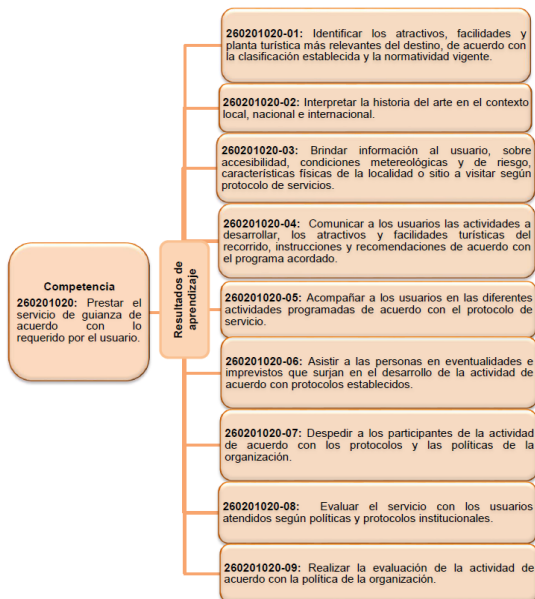 Competencia
260201020: Prestar el
servicio de guianza de
acuerdo con lo
requerido por el usuario.
Resultados de
aprendizaje
260201020-01: Identificar los atractivos, facilidades y
planta turística más relevantes del destino, de acuerdo con
la clasificación establecida y la normatividad vigente.
260201020-02: Interpretar la historia del arte en el contexto
local, nacional e internacional.
260201020-03: Brindar información al usuario, sobre
accesibilidad, condiciones metereológicas y de riesgo,
características físicas de la localidad o sitio a visitar según
protocolo de servicios.
260201020-04: Comunicar a los usuarios las actividades a
desarrollar, los atractivos y facilidades turísticas del
recorrido, instrucciones y recomendaciones de acuerdo con
el programa acordado.
260201020-05: Acompañar a los usuarios en las diferentes
actividades programadas de acuerdo con el protocolo de
servicio.
260201020-06: Asistir a las personas en eventualidades e
imprevistos que surjan en el desarrollo de la actividad de
acuerdo con protocolos establecidos.
260201020-07: Despedir a los participantes de la actividad
de acuerdo con los protocolos y las políticas de la
organización.
260201020-08: Evaluar el servicio con los usuarios
atendidos según políticas y protocolos institucionales.
260201020-09: Realizar la evaluación de la actividad de
acuerdo con la política de la organización.